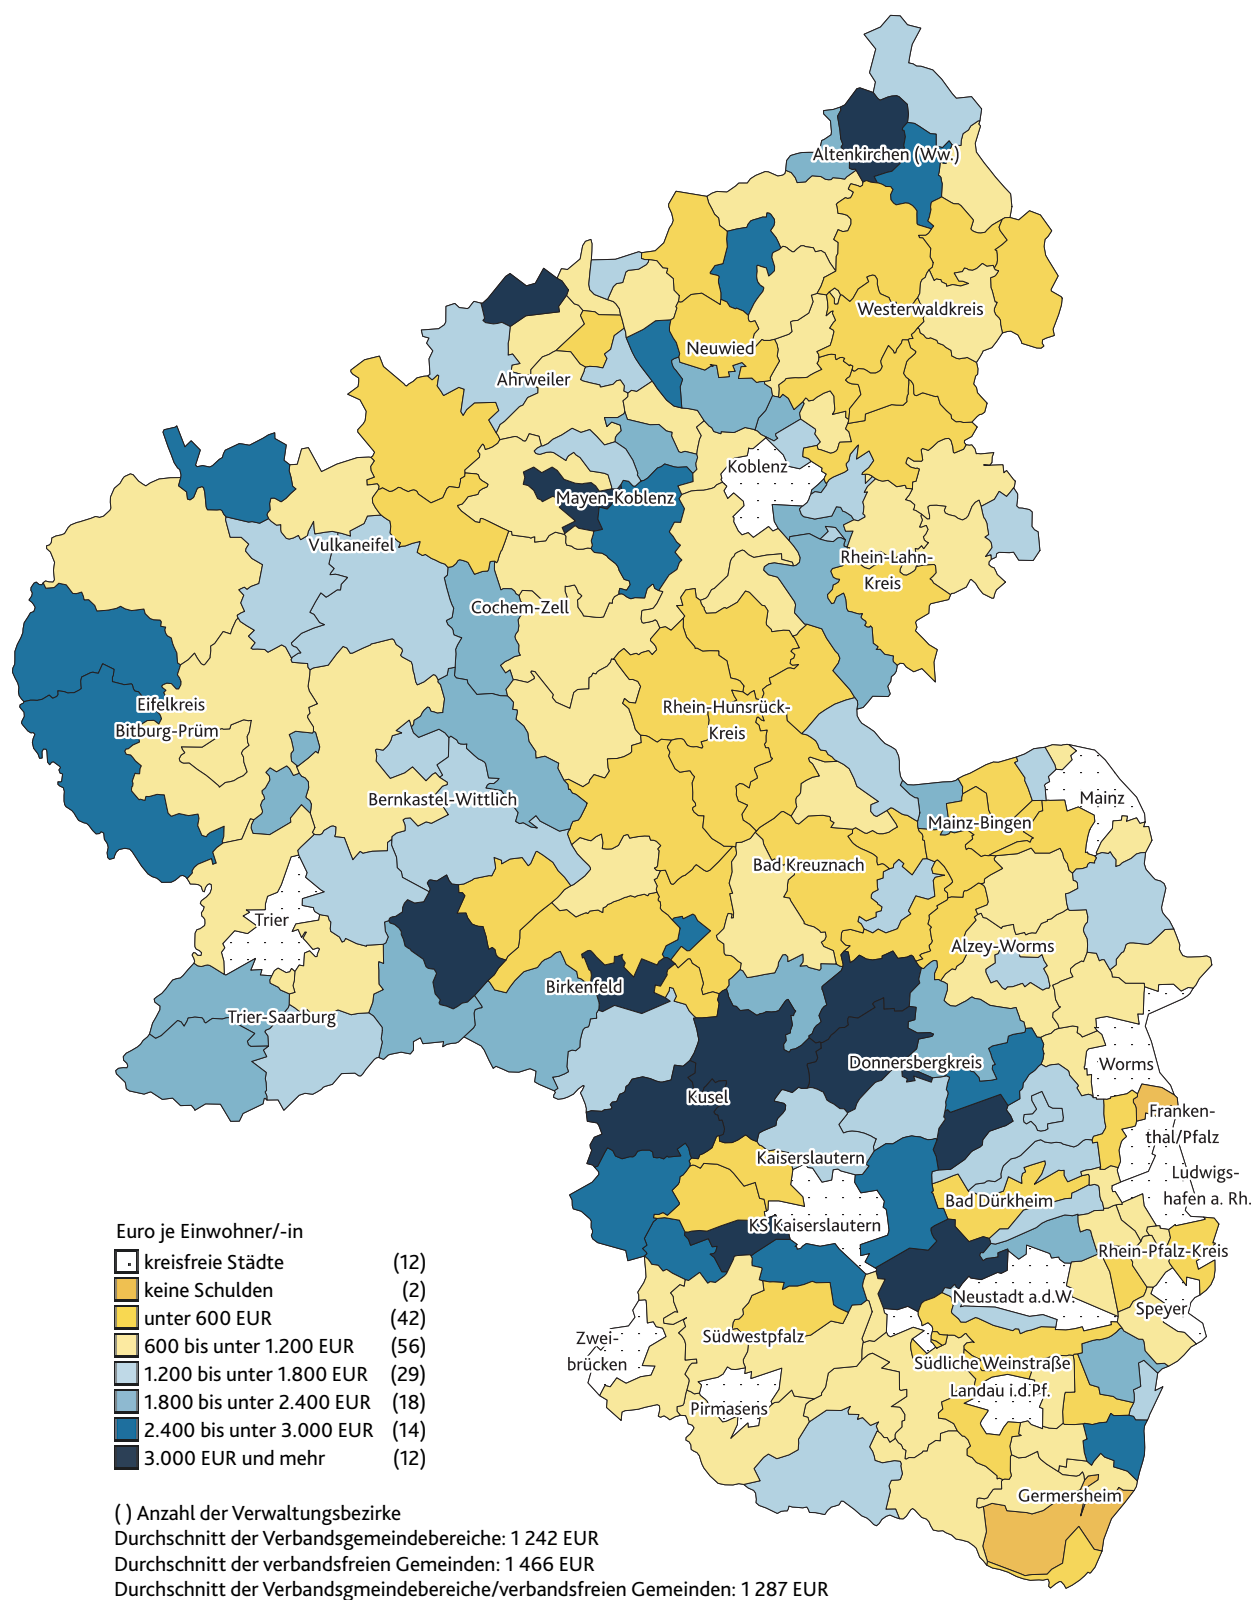 Altenkirchen (Ww.)
Westerwaldkreis
Neuwied
Ahrweiler
Koblenz
Mayen-Koblenz
Vulkaneifel
Rhein-Lahn-
Kreis
Cochem-Zell
Eifelkreis
Bitburg-Prüm
Rhein-Hunsrück-
Kreis
Bernkastel-Wittlich
Mainz
Mainz-Bingen
Bad Kreuznach
Trier
Alzey-Worms
Birkenfeld
Trier-Saarburg
Donnersbergkreis
Worms
Kusel
Franken-
thal/Pfalz
Kaiserslautern
Ludwigs-
hafen a. Rh.
Bad Dürkheim
KS Kaiserslautern
Rhein-Pfalz-Kreis
Neustadt a.d.W.
Speyer
Zwei-
brücken
Südwestpfalz
Südliche Weinstraße
Landau i.d.Pf.
Pirmasens
Germersheim
Euro je Einwohner/-in
kreisfreie Städte (12)
keine Schulden (2)
unter 600 EUR (42)
600 bis unter 1.200 EUR (56)
1.200 bis unter 1.800 EUR (29)
1.800 bis unter 2.400 EUR (18)
2.400 bis unter 3.000 EUR (14)
3.000 EUR und mehr (12)
( ) Anzahl der Verwaltungsbezirke
Durchschnitt der Verbandsgemeindebereiche: 1 242 EUR
Durchschnitt der verbandsfreien Gemeinden: 1 466 EUR
Durchschnitt der Verbandsgmeindebereiche/verbandsfreien Gemeinden: 1 287 EUR